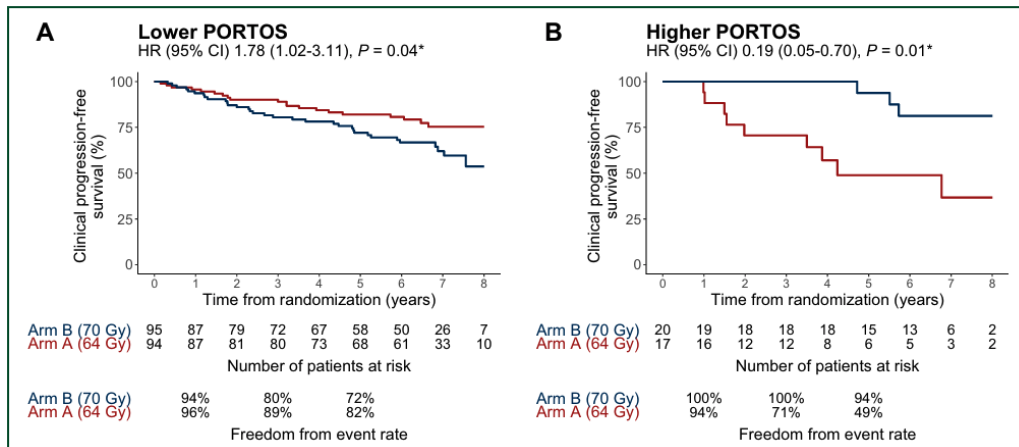 A
Lower PORTOS
HR (95% CI) 1.78 (1.02-3.11), P = 0.04*
Clinical progression-free
survival (%)
100
75
50
25
0
0 1 2 3 4 5 6 7 8
Time from randomization (years)
Arm B (70 Gy) 95 87 79 72 67 58 50 26 7
Arm A (64 Gy) 94 87 81 80 73 68 61 33 10
Number of patients at risk
Arm B (70 Gy) 94% 80% 72%
Arm A (64 Gy) 96% 89% 82%
Freedom from event rate
B
Higher PORTOS
HR (95% CI) 0.19 (0.05-0.70), P = 0.01*
Clinical progression-free
survival (%)
100
75
50
25
0
0 1 2 3 4 5 6 7 8
Time from randomization (years)
Arm B (70 Gy) 20 19 18 18 18 15 13 6 2
Arm A (64 Gy) 17 16 12 12 8 6 5 3 2
Number of patients at risk
Arm B (70 Gy) 100% 100% 94%
Arm A (64 Gy) 94% 71% 49%
Freedom from event rate